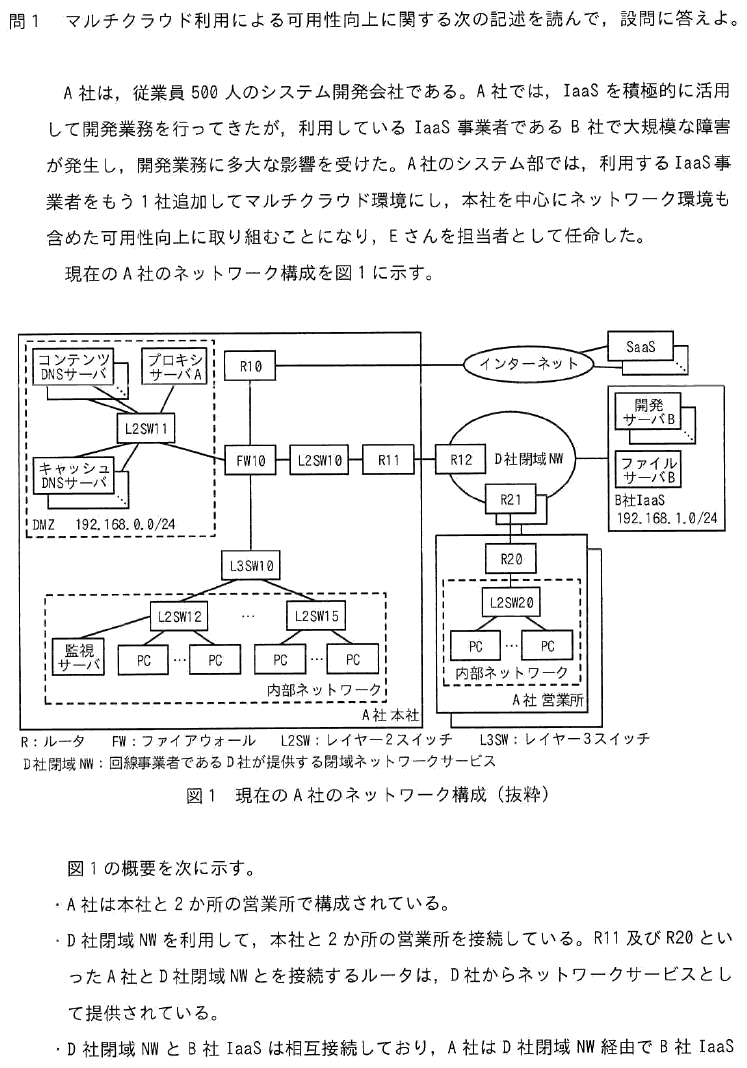 問1 マルチクラウド利用による可用性向上に関する次の記述を読んで，設問に答えよ。
A社は，従業員500人のシステム開発会社である。A社では，IaaSを積極的に活用
して開発業務を行ってきたが，利用しているIaaS事業者であるB社で大規模な障害
が発生し，開発業務に多大な影響を受けた。A社のシステム部では，利用するIaaS事
業者をもう1社追加してマルチクラウド環境にし，本社を中心にネットワーク環境も
含めた可用性向上に取り組むことになり，Eさんを担当者として任命した。
現在のA社のネットワーク構成を図1に示す。
コンテンツ
DNSサーバ
プロキシ
サーバA
R10
インターネット
SaaS
L2SW11
開発
サーバB
キャッシュ
DNSサーバ
FW10
L2SW10
R11
R12
D社閉域NW
ファイル
サーバB
R21
B社IaaS
192.168.1.0/24
DMZ 192.168.0.0/24
R20
L3SW10
L2SW12
…
L2SW15
L2SW20
監視
サーバ
PC
…
PC
PC
…
PC
PC
…
PC
内部ネットワーク
内部ネットワーク
A社 営業所
A社 本社
R：ルータ FW：ファイアウォール L2SW：レイヤー2スイッチ L3SW：レイヤー3スイッチ
D社閉域NW：回線事業者であるD社が提供する閉域ネットワークサービス
図1 現在のA社のネットワーク構成（抜粋）
図1の概要を次に示す。
・A社は本社と2か所の営業所で構成されている。
・D社閉域NWを利用して，本社と2か所の営業所を接続している。R11及びR20とい
ったA社とD社閉域NWとを接続するルータは，D社からネットワークサービスとし
て提供されている。
・D社閉域NWとB社IaaSは相互接続しており，A社はD社閉域NW経由でB社IaaS